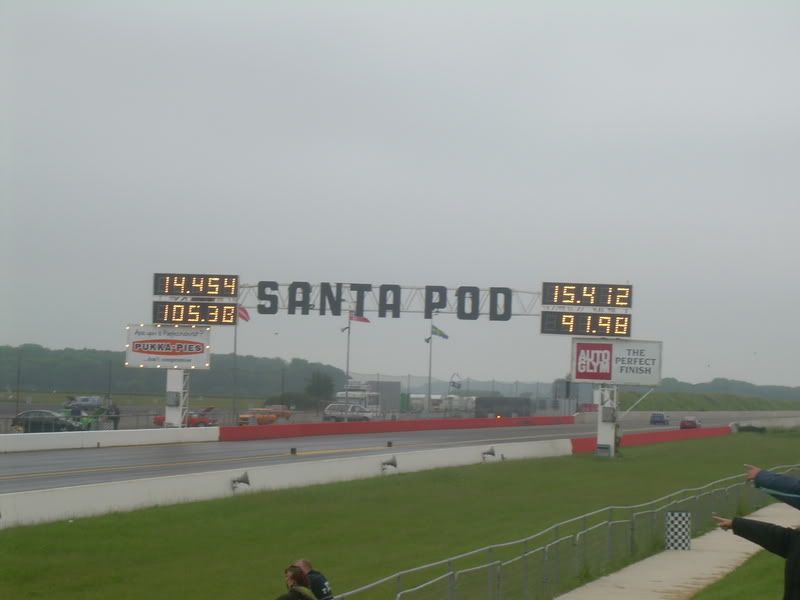 14.454
105.38
SANTA POD
15.412
91.98
PUKKA-PIES
AUTO
GLYM
THE
PERFECT
FINISH